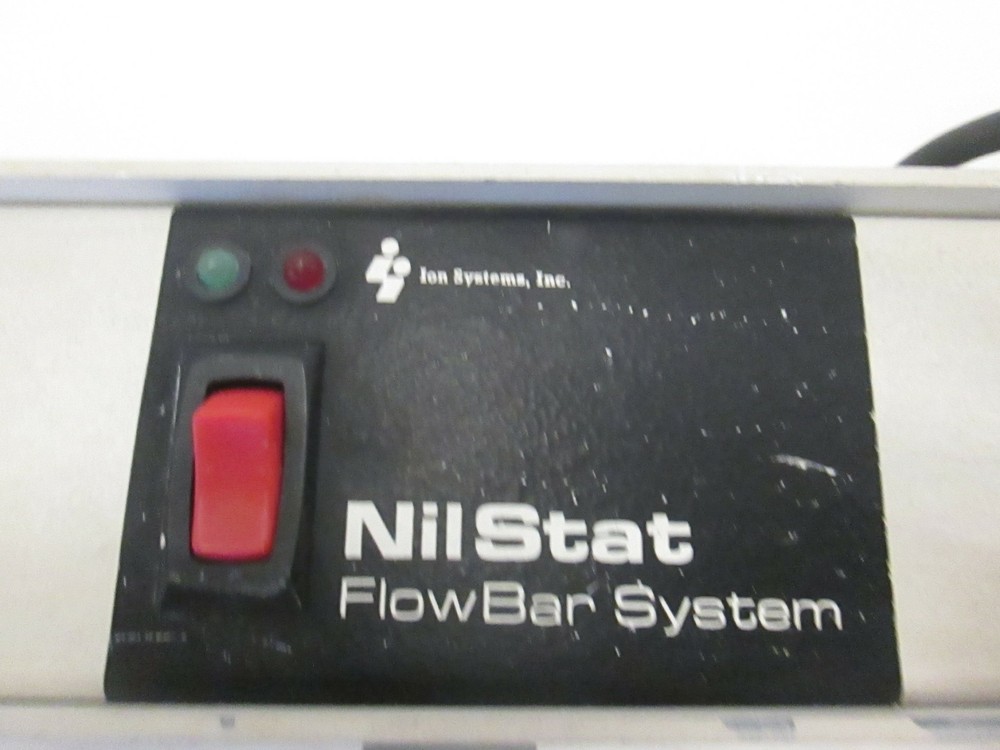 Ion Systems, Inc.
NilStat
FlowBar System